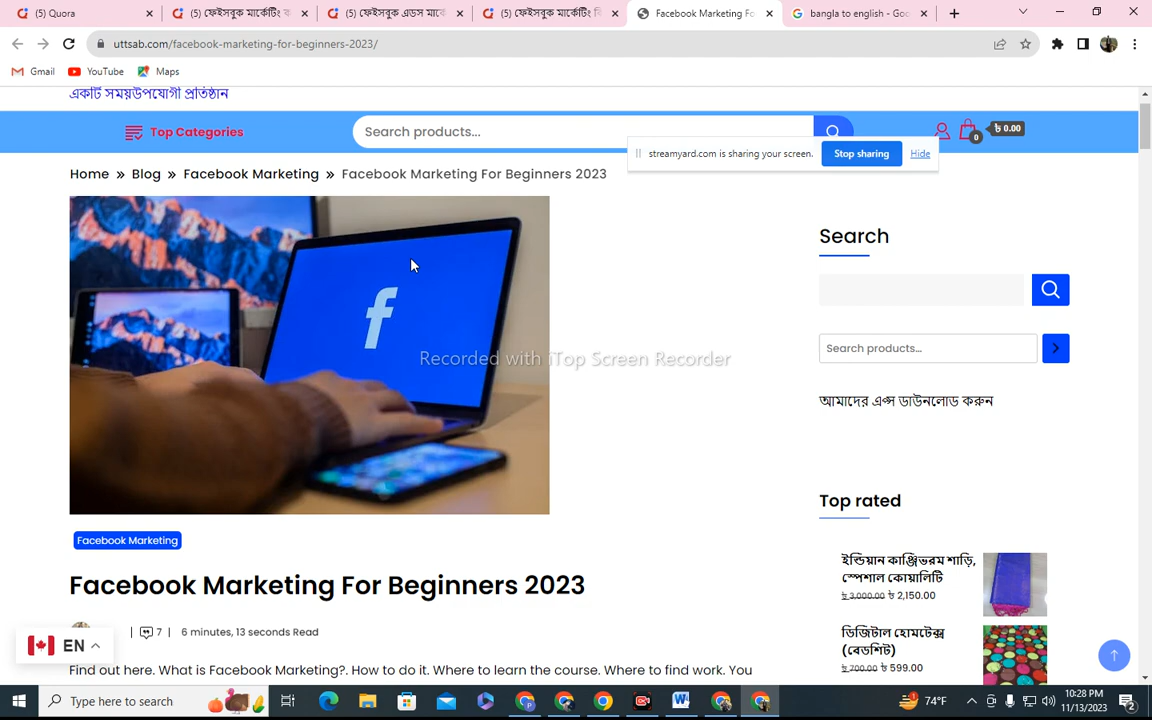 (5) Quora
(5) ফেইসবুক মার্কেটিং ব
(5) ফেইসবুক এডস মার্কে
(5) ফেইসবুক মার্কেটিং
Facebook Marketing Fo
bangla to english - Goo
uttsab.com/facebook-marketing-for-beginners-2023/
Gmail
YouTube
Maps
একটি সময়উপযোগী প্রতিষ্ঠান
Top Categories
Search products...
0
৳ 0.00
streamyard.com is sharing your screen.
Stop sharing
Hide
Home » Blog » Facebook Marketing » Facebook Marketing For Beginners 2023
f
Recorded with iTop Screen Recorder
Search
Search products...
আমাদের এপ্স ডাউনলোড করুন
Top rated
ইন্ডিয়ান কাঞ্জিভরম শাড়ি,
স্পেশাল কোয়ালিটি
৳ 3,000.00 ৳ 2,150.00
ডিজিটাল হোমটেক্স
(বেডশিট)
৳ 700.00 ৳ 599.00
Facebook Marketing
Facebook Marketing For Beginners 2023
| 7 | 6 minutes, 13 seconds Read
EN
Find out here. What is Facebook Marketing?. How to do it. Where to learn the course. Where to find work. You
Type here to search
74°F
10:28 PM
11/13/2023
2